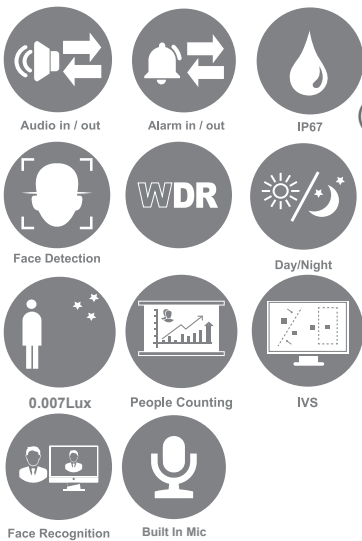 Audio in / out
Alarm in / out
IP67
WDR
Face Detection
Day/Night
0.007Lux
People Counting
IVS
Face Recognition
Built In Mic